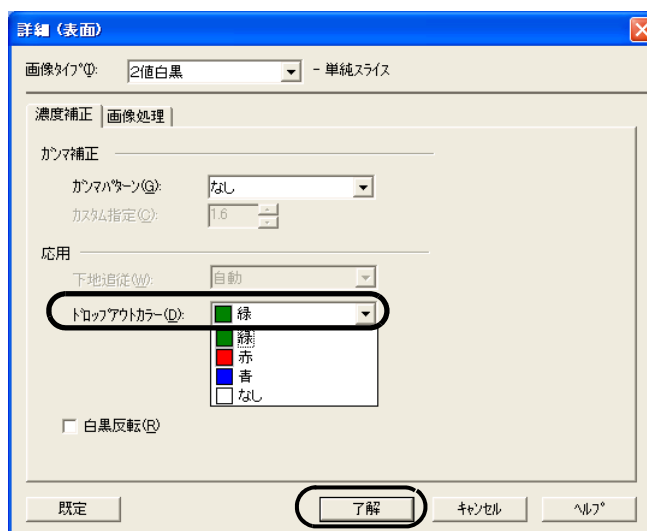 詳細（表面）
画像ﾀｲﾌﾟ(I): 2値白黒 - 単純ｽﾗｲｽ
濃度補正 画像処理
ｶﾞﾝﾏ補正
ｶﾞﾝﾏﾊﾟﾀｰﾝ(G): なし
ｶｽﾀﾑ指定(C): 1.6
応用
下地追従(W): 自動
ﾄﾞﾛｯﾌﾟｱｳﾄｶﾗｰ(D): 緑
緑
赤
青
なし
白黒反転(R)
既定 了解 ｷｬﾝｾﾙ ﾍﾙﾌﾟ